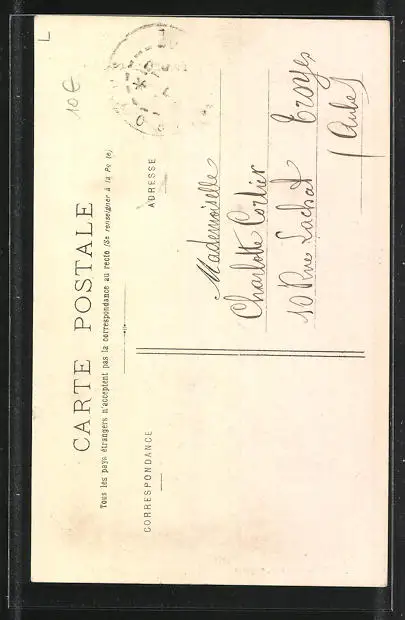 10€
CARTE POSTALE
Tous les pays étrangers n'acceptent pas la correspondance au recto (Se renseigner à la Poste)
CORRESPONDANCE
ADRESSE
Mademoiselle
Charlotte Cortier
10 Rue Lachat Troyes
(Aube)
L